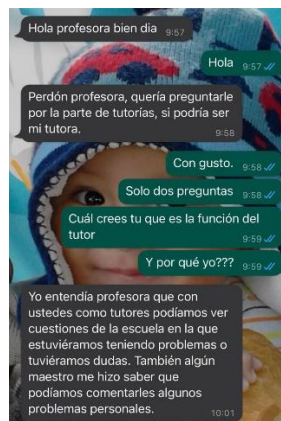 Hola profesora bien dia 9:57
Hola 9:57
Perdón profesora, quería preguntarle
por la parte de tutorías, si podría ser
mi tutora. 9:58
Con gusto. 9:58
Solo dos preguntas 9:58
Cuál crees tu que es la función del
tutor 9:59
Y por qué yo??? 9:59
Yo entendía profesora que con
ustedes como tutores podíamos ver
cuestiones de la escuela en la que
estuviéramos teniendo problemas o
tuviéramos dudas. También algún
maestro me hizo saber que
podíamos comentarles algunos
problemas personales. 10:01